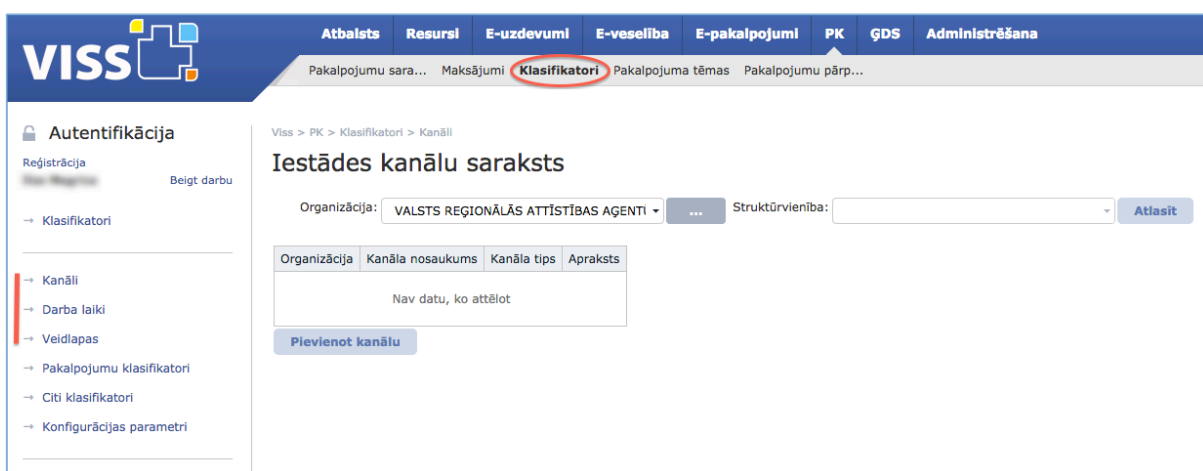 VISS
Atbalsts Resursi E-uzdevumi E-veselība E-pakalpojumi PK ĢDS Administrēšana
Pakalpojumu sara... Maksājumi Klasifikatori Pakalpojuma tēmas Pakalpojumu pārp...
Autentifikācija
Reģistrācija
Beigt darbu
→ Klasifikatori
→ Kanāli
→ Darba laiki
→ Veidlapas
→ Pakalpojumu klasifikatori
→ Citi klasifikatori
→ Konfigurācijas parametri
Viss > PK > Klasifikatori > Kanāli
Iestādes kanālu saraksts
Organizācija: VALSTS REĢIONĀLĀS ATTĪSTĪBAS AĢENTŪ ... Struktūrvienība: Atlasīt
Organizācija Kanāla nosaukums Kanāla tips Apraksts
Nav datu, ko attēlot
Pievienot kanālu